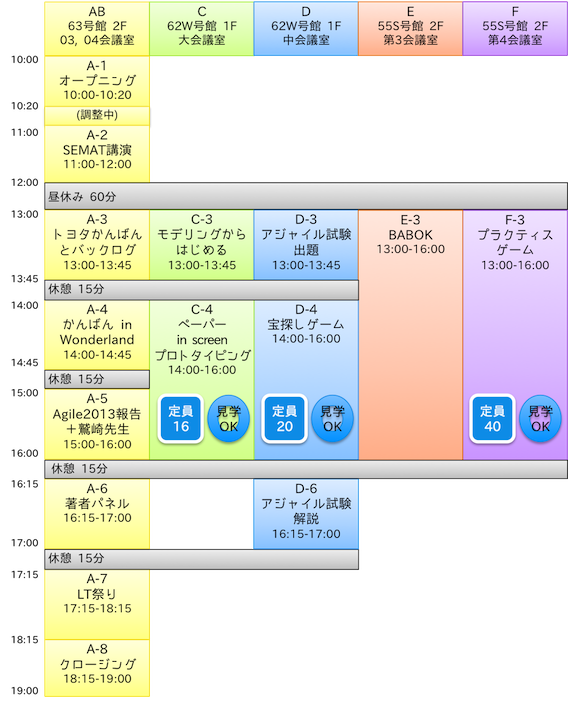 AB
63号館 2F
03, 04会議室
C
62W号館 1F
大会議室
D
62W号館 1F
中会議室
E
55S号館 2F
第3会議室
F
55S号館 2F
第4会議室
10:00
A-1
オープニング
10:00-10:20
10:20
(調整中)
11:00
A-2
SEMAT講演
11:00-12:00
12:00
昼休み 60分
13:00
A-3
トヨタかんばん
とバックログ
13:00-13:45
C-3
モデリングから
はじめる
13:00-13:45
D-3
アジャイル試験
出題
13:00-13:45
E-3
BABOK
13:00-16:00
F-3
プラクティス
ゲーム
13:00-16:00
13:45
休憩 15分
14:00
A-4
かんばん in
Wonderland
14:00-14:45
C-4
ペーパー
in screen
プロトタイピング
14:00-16:00
D-4
宝探しゲーム
14:00-16:00
14:45
休憩 15分
15:00
A-5
Agile2013報告
＋鷲崎先生
15:00-16:00
定員
16
見学
OK
定員
20
見学
OK
定員
40
見学
OK
16:00
休憩 15分
16:15
A-6
著者パネル
16:15-17:00
D-6
アジャイル試験
解説
16:15-17:00
17:00
休憩 15分
17:15
A-7
LT祭り
17:15-18:15
18:15
A-8
クロージング
18:15-19:00
19:00